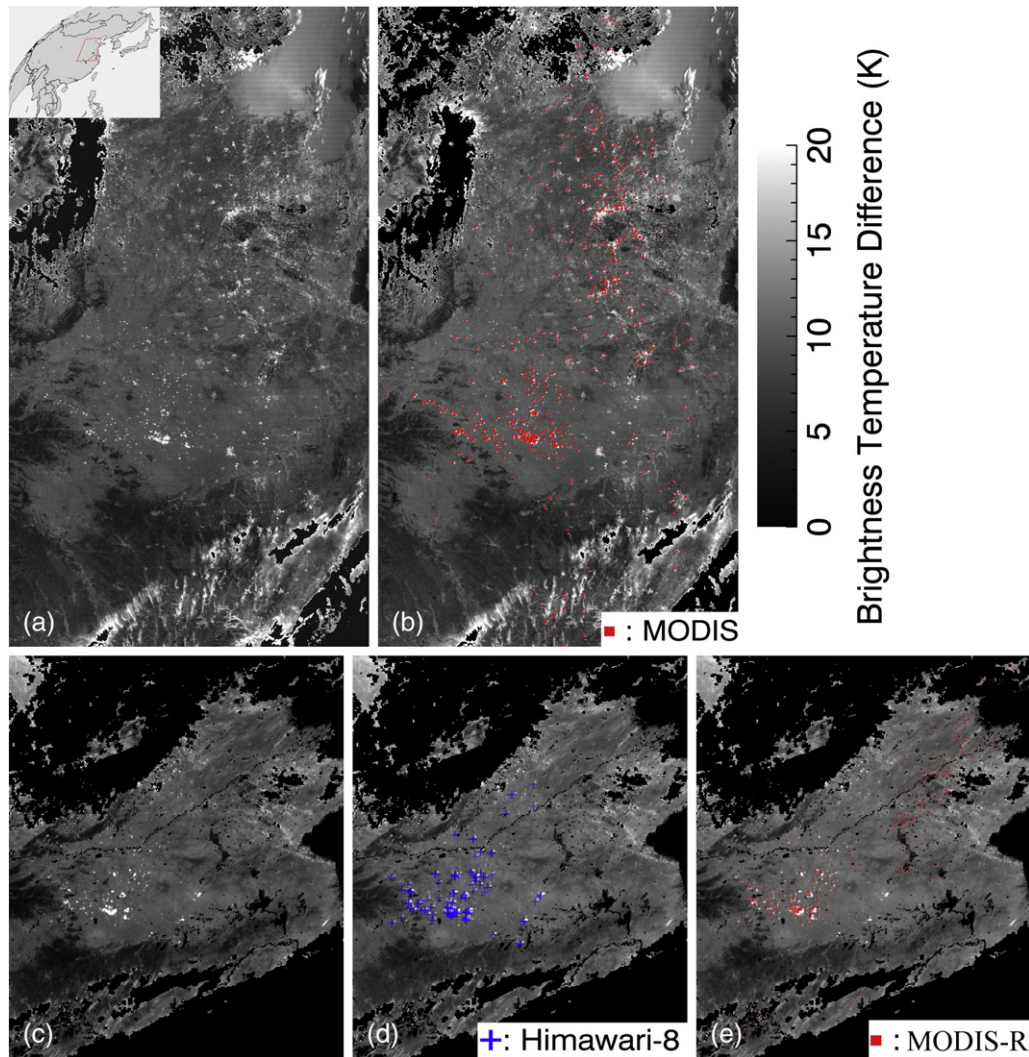 (a)
(b)
: MODIS
20
15
10
5
0
Brightness Temperature Difference (K)
(c)
(d)
: Himawari-8
(e)
: MODIS-R